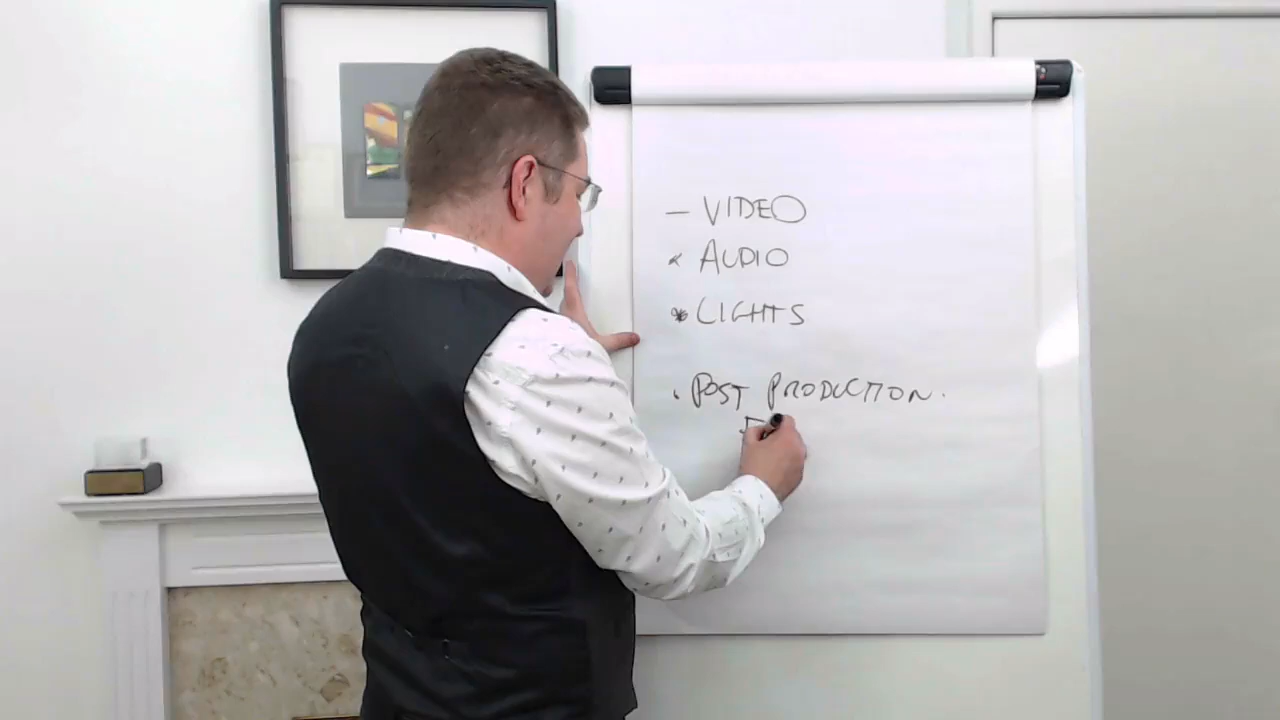 — VIDEO
* AUDIO
* LIGHTS
. POST PRODUCTION.